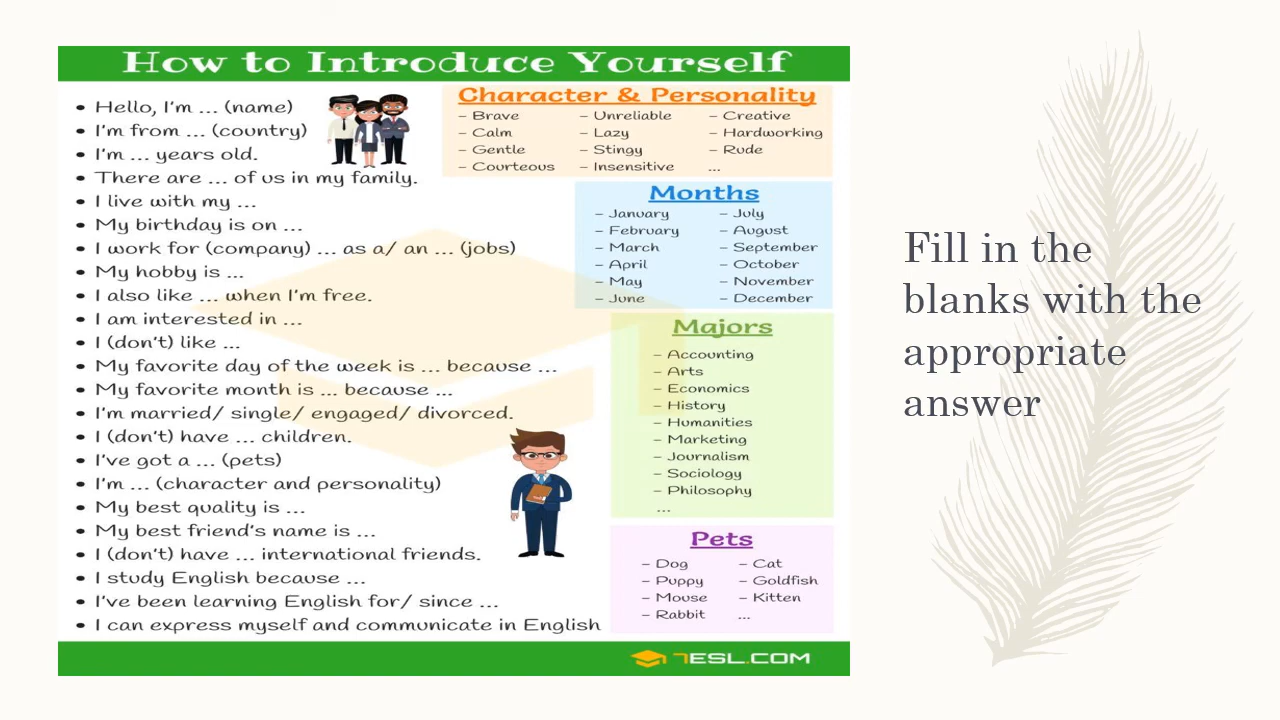 How to Introduce Yourself
• Hello, I'm ... (name)
• I'm from ... (country)
• I'm ... years old.
• There are ... of us in my family.
• I live with my ...
• My birthday is on ...
• I work for (company) ... as a/ an ... (jobs)
• My hobby is ...
• I also like ... when I'm free.
• I am interested in ...
• I (don't) like ...
• My favorite day of the week is ... because ...
• My favorite month is ... because ...
• I'm married/ single/ engaged/ divorced.
• I (don't) have ... children.
• I've got a ... (pets)
• I'm ... (character and personality)
• My best quality is ...
• My best friend's name is ...
• I (don't) have ... international friends.
• I study English because ...
• I've been learning English for/ since ...
• I can express myself and communicate in English
Character & Personality
– Brave – Unreliable – Creative
– Calm – Lazy – Hardworking
– Gentle – Stingy – Rude
– Courteous – Insensitive ...
Months
– January – July
– February – August
– March – September
– April – October
– May – November
– June – December
Majors
– Accounting
– Arts
– Economics
– History
– Humanities
– Marketing
– Journalism
– Sociology
– Philosophy
...
Pets
– Dog – Cat
– Puppy – Goldfish
– Mouse – Kitten
– Rabbit ...
7ESL.COM
Fill in the
blanks with the
appropriate
answer